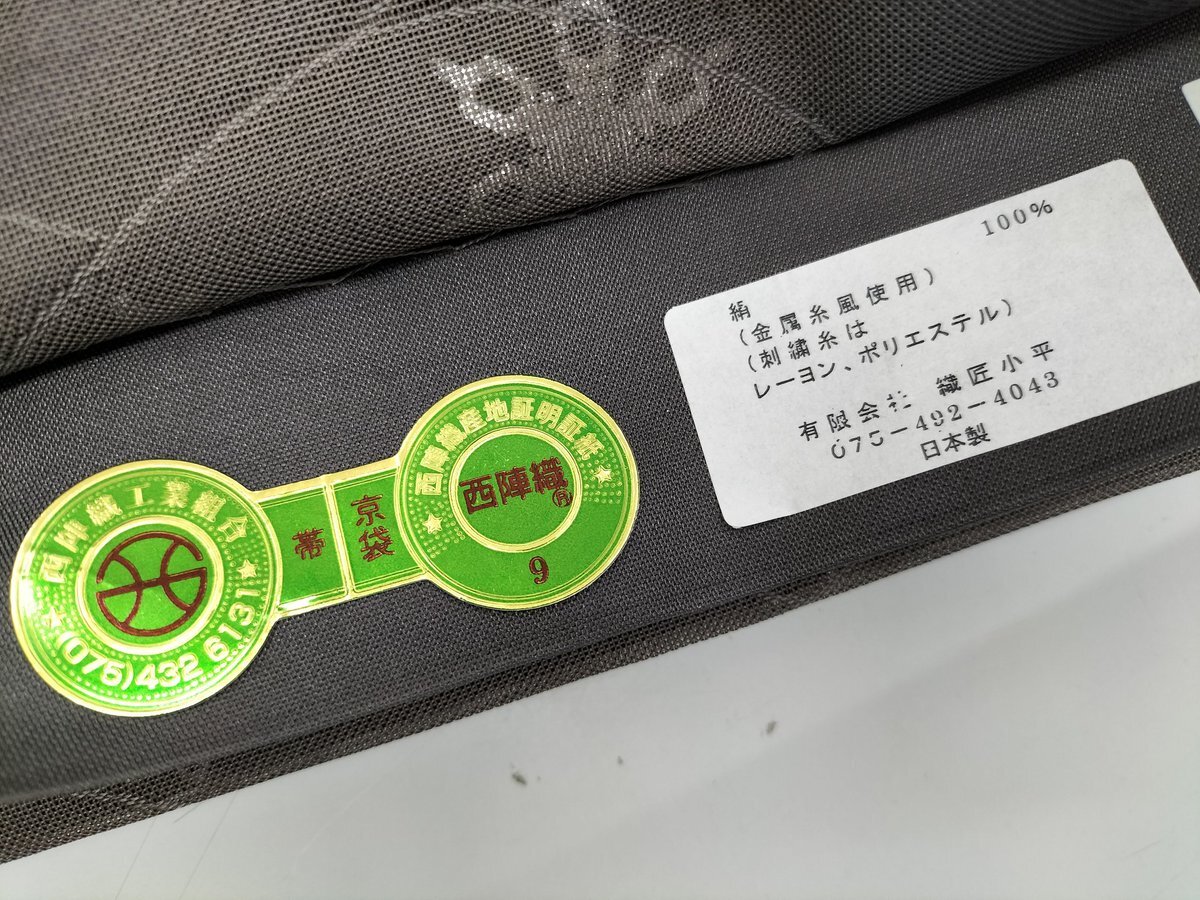 西陣織工業組合
(075)432 6131
帯
京袋
西陣織産地証明証紙
西陣織
9
絹 100%
(金属糸風使用)
(刺繍糸は
レーヨン、ポリエステル)
有限会社 織匠小平
075-492-4043
日本製